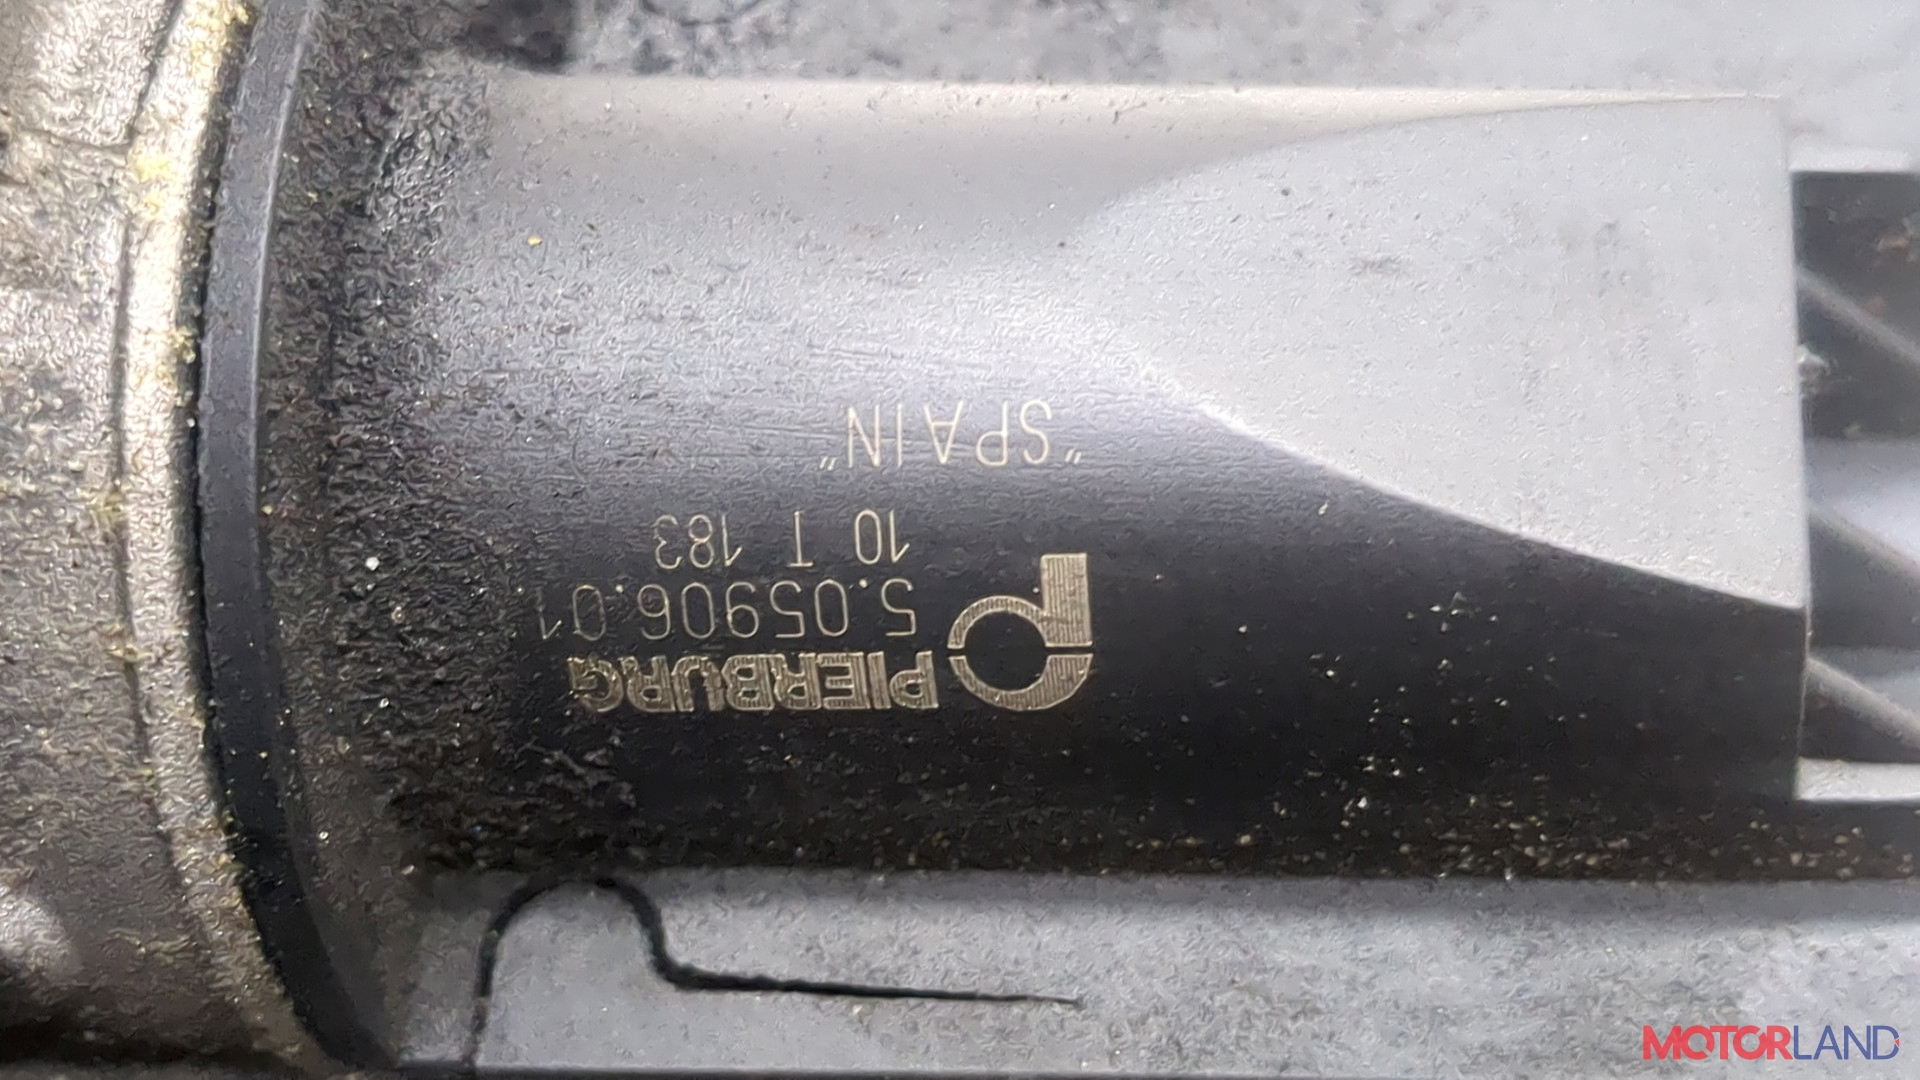 PIERBURG
5.05906.01
10 T 183
"SPAIN"
MOTORLAND